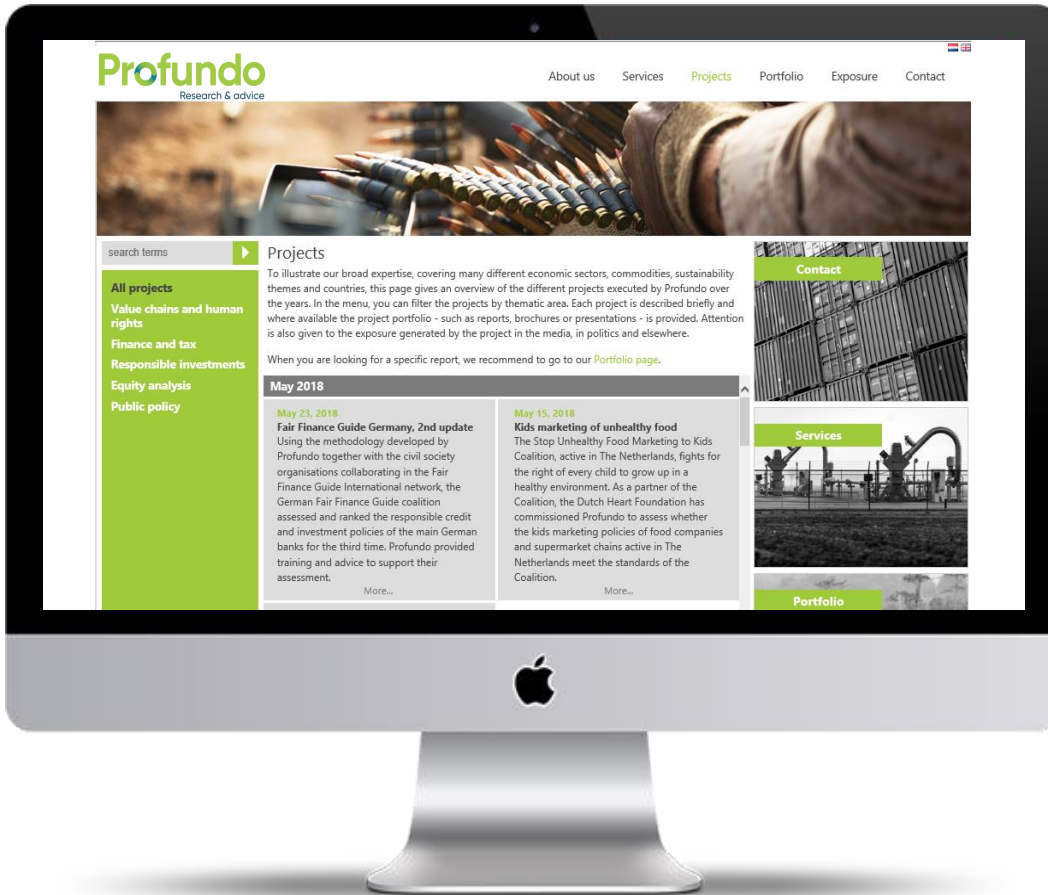 Profundo
Research & advice
About us Services Projects Portfolio Exposure Contact
search terms
All projects
Value chains and human
rights
Finance and tax
Responsible investments
Equity analysis
Public policy
Projects
To illustrate our broad expertise, covering many different economic sectors, commodities, sustainability
themes and countries, this page gives an overview of the different projects executed by Profundo over
the years. In the menu, you can filter the projects by thematic area. Each project is described briefly and
where available the project portfolio - such as reports, brochures or presentations - is provided. Attention
is also given to the exposure generated by the project in the media, in politics and elsewhere.
When you are looking for a specific report, we recommend to go to our Portfolio page.
May 2018
May 23, 2018
Fair Finance Guide Germany, 2nd update
Using the methodology developed by
Profundo together with the civil society
organisations collaborating in the Fair
Finance Guide International network, the
German Fair Finance Guide coalition
assessed and ranked the responsible credit
and investment policies of the main German
banks for the third time. Profundo provided
training and advice to support their
assessment.
More...
May 15, 2018
Kids marketing of unhealthy food
The Stop Unhealthy Food Marketing to Kids
Coalition, active in The Netherlands, fights for
the right of every child to grow up in a
healthy environment. As a partner of the
Coalition, the Dutch Heart Foundation has
commissioned Profundo to assess whether
the kids marketing policies of food companies
and supermarket chains active in The
Netherlands meet the standards of the
Coalition.
More...
Contact
Services
Portfolio